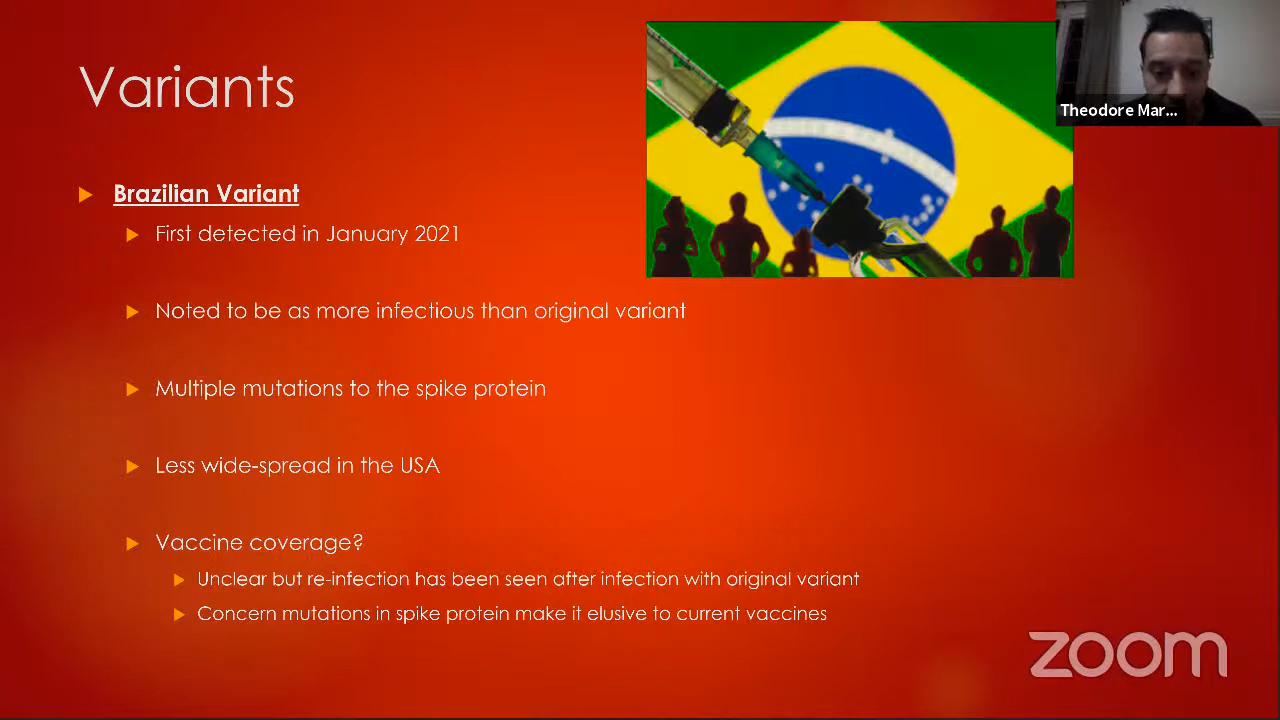 Variants
Theodore Mar...
Brazilian Variant
First detected in January 2021
Noted to be as more infectious than original variant
Multiple mutations to the spike protein
Less wide-spread in the USA
Vaccine coverage?
Unclear but re-infection has been seen after infection with original variant
Concern mutations in spike protein make it elusive to current vaccines
zoom